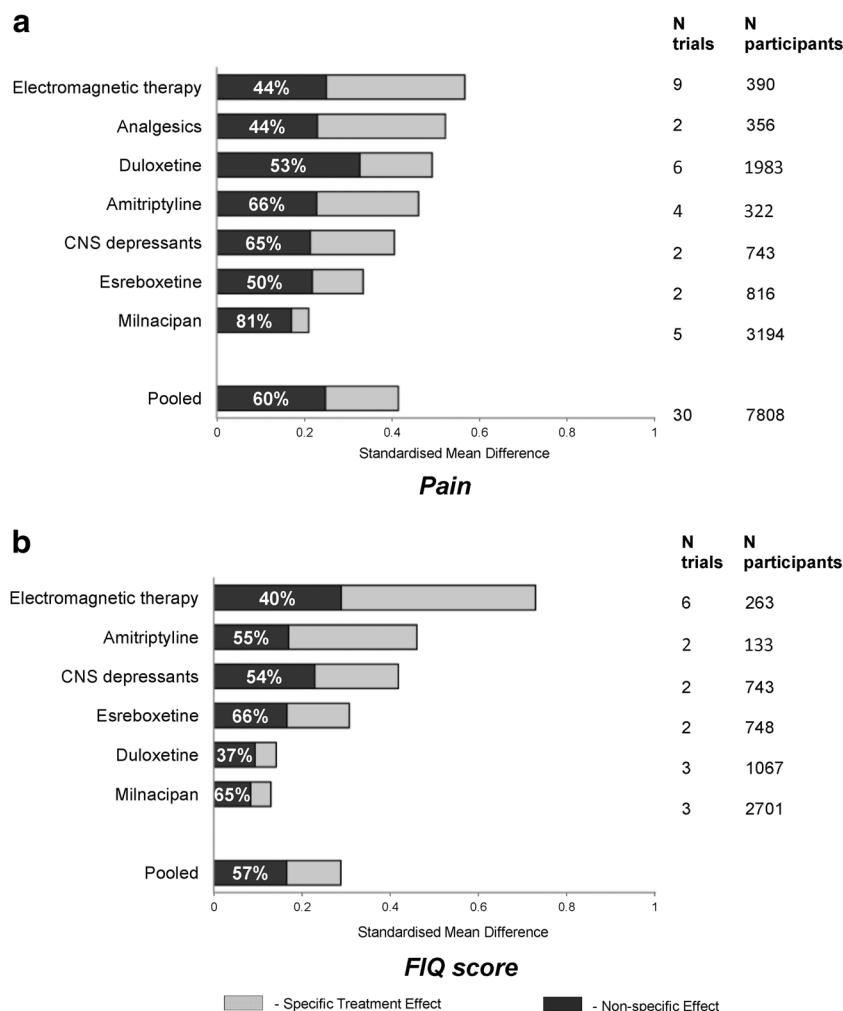 a
N trials N participants
Electromagnetic therapy 44% 9 390
Analgesics 44% 2 356
Duloxetine 53% 6 1983
Amitriptyline 66% 4 322
CNS depressants 65% 2 743
Esreboxetine 50% 2 816
Milnacipan 81% 5 3194
Pooled 60% 30 7808
0 0.2 0.4 0.6 0.8 1
Standardised Mean Difference
Pain
b
N trials N participants
Electromagnetic therapy 40% 6 263
Amitriptyline 55% 2 133
CNS depressants 54% 2 743
Esreboxetine 66% 2 748
Duloxetine 37% 3 1067
Milnacipan 65% 3 2701
Pooled 57%
0 0.2 0.4 0.6 0.8 1
Standardised Mean Difference
FIQ score
- Specific Treatment Effect - Non-specific Effect